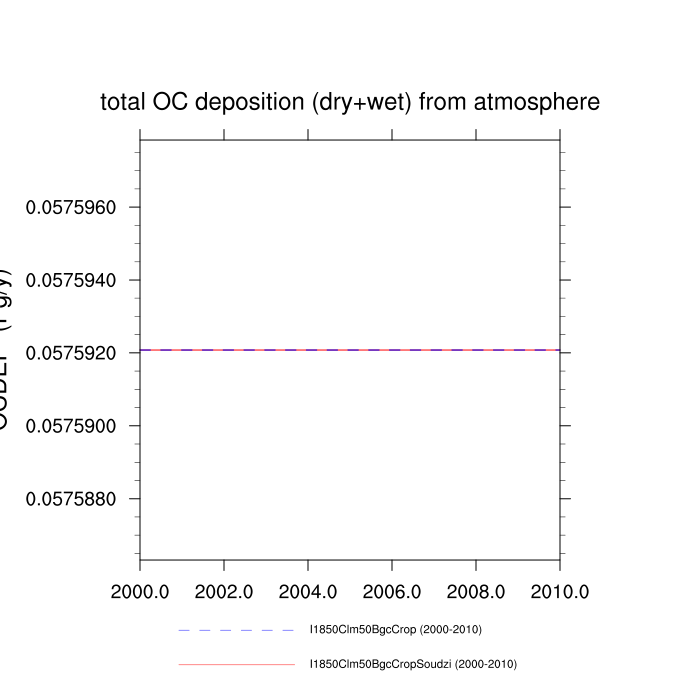 total OC deposition (dry+wet) from atmosphere
0.0575960
0.0575940
0.0575920
0.0575900
0.0575880
2000.0 2002.0 2004.0 2006.0 2008.0 2010.0
I1850Clm50BgcCrop (2000-2010)
I1850Clm50BgcCropSoudzi (2000-2010)